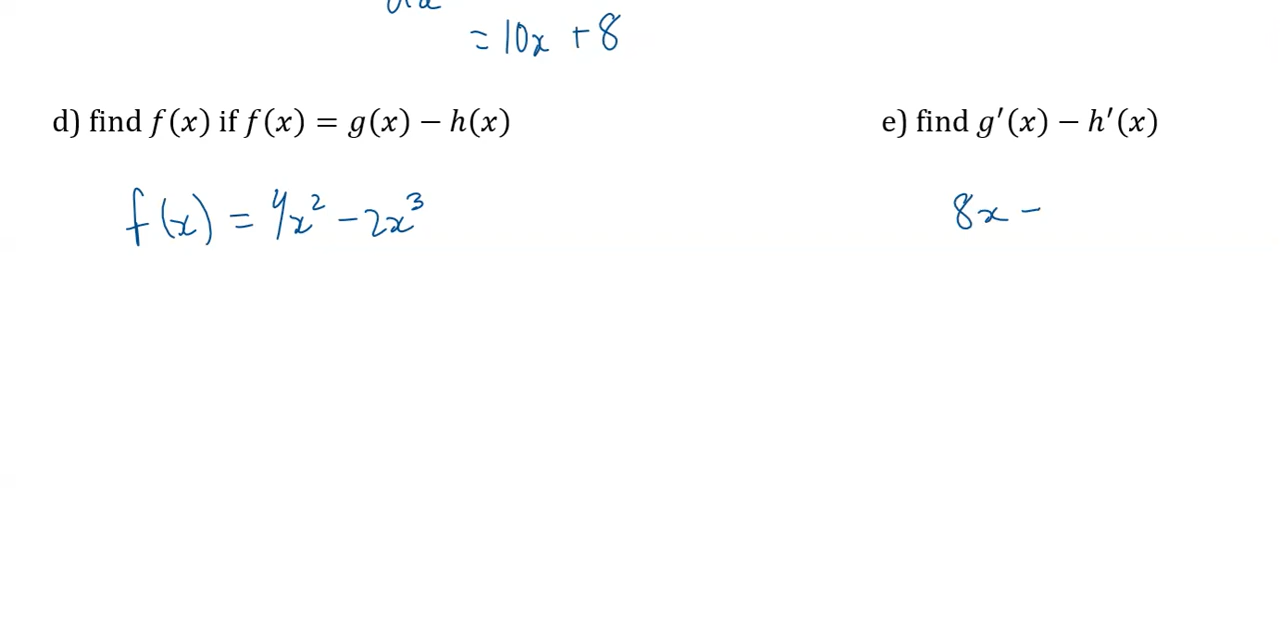 = 10x + 8
d) find f(x) if f(x) = g(x) − h(x)
e) find g′(x) − h′(x)
f(x) = 4x² − 2x³
8x −